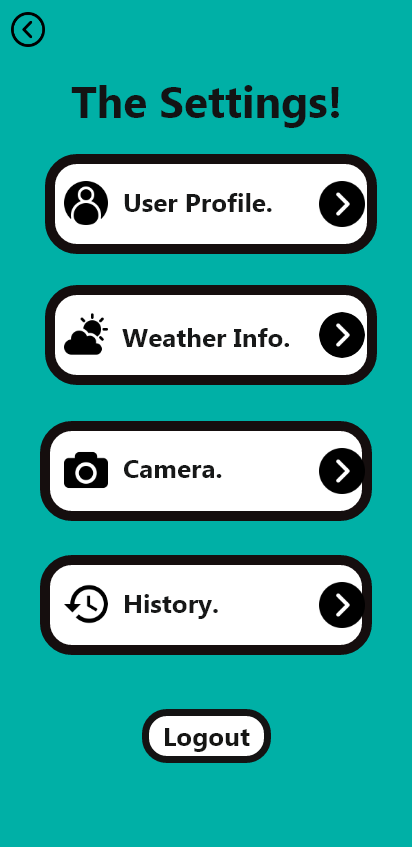 The Settings!
User Profile.
Weather Info.
Camera.
History.
Logout